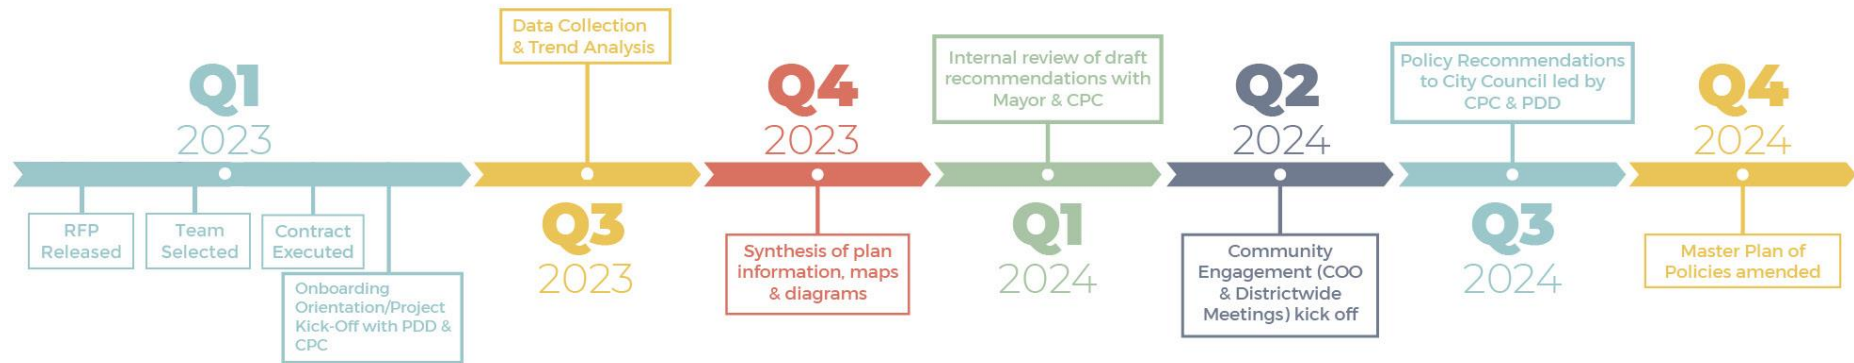 Q1
2023
RFP
Released
Team
Selected
Contract
Executed
Onboarding
Orientation/Project
Kick-Off with PDD &
CPC
Data Collection
& Trend Analysis
Q3
2023
Q4
2023
Synthesis of plan
information, maps
& diagrams
Internal review of draft
recommendations with
Mayor & CPC
Q1
2024
Q2
2024
Community
Engagement (COO
& Districtwide
Meetings) kick off
Policy Recommendations
to City Council led by
CPC & PDD
Q3
2024
Q4
2024
Master Plan of
Policies amended